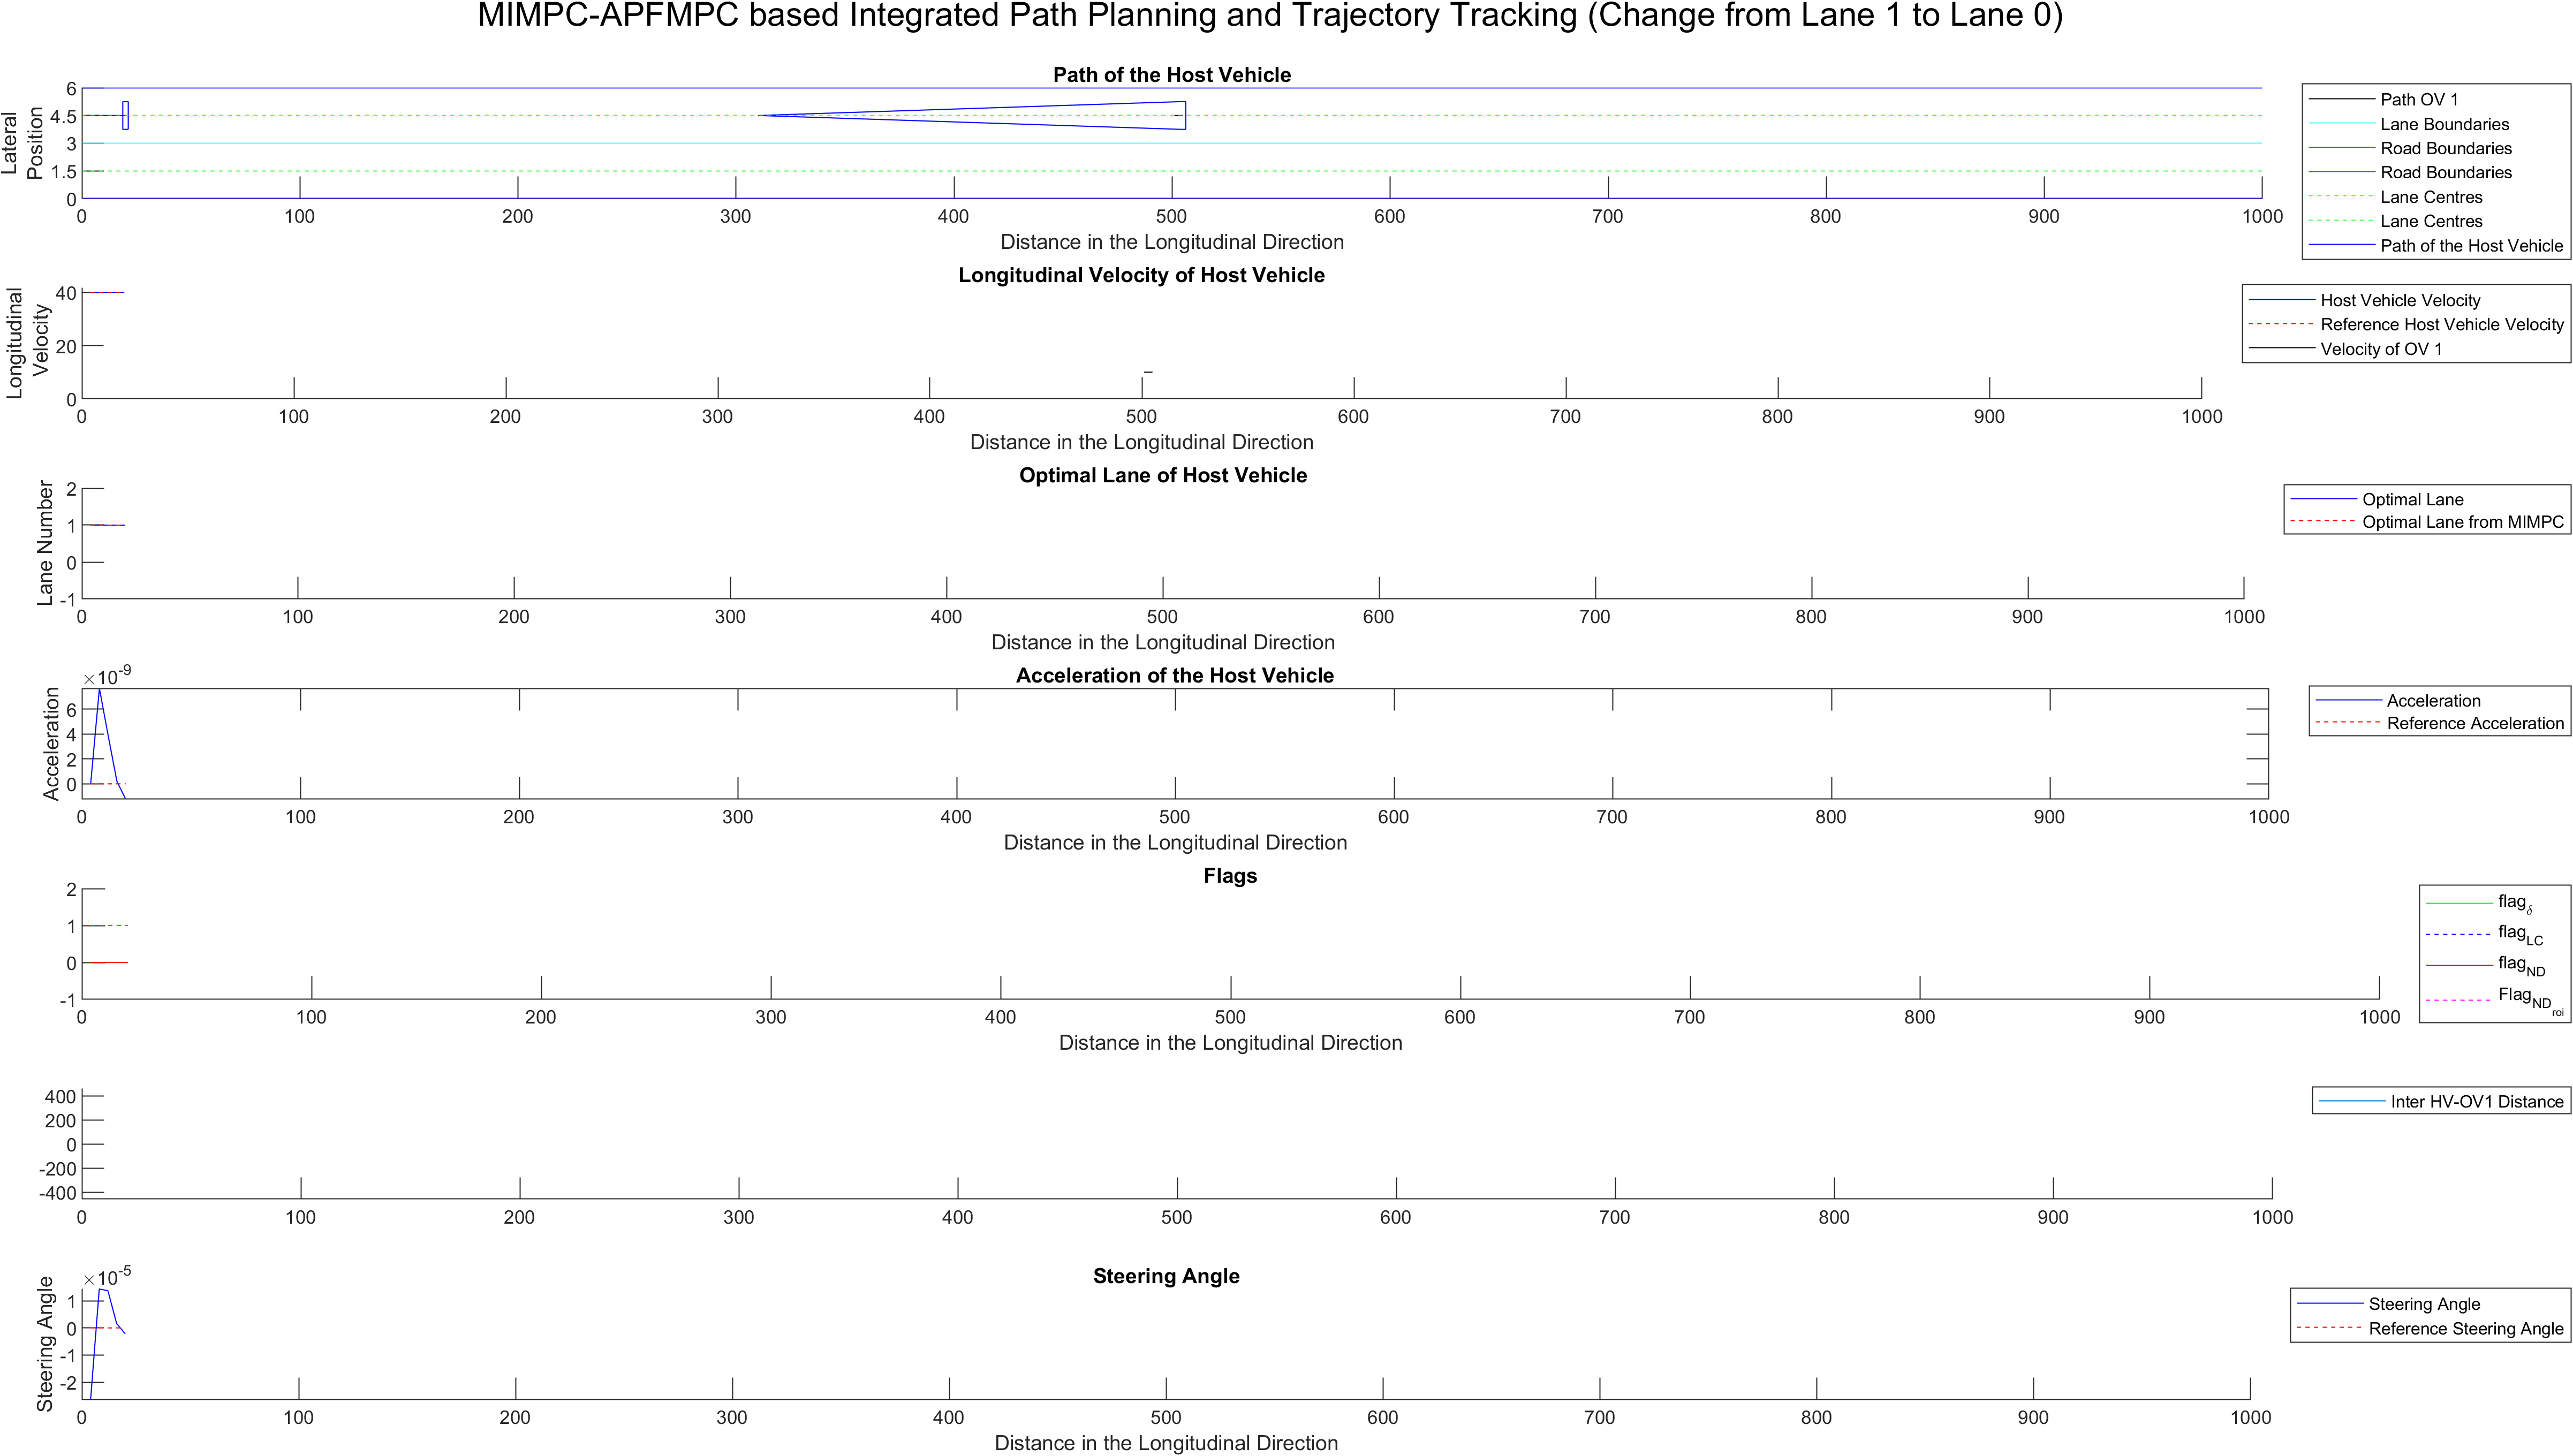 MIMPC-APFMPC based Integrated Path Planning and Trajectory Tracking (Change from Lane 1 to Lane 0)
Path of the Host Vehicle
Lateral
Position
6
4.5
3
1.5
0
0 100 200 300 400 500 600 700 800 900 1000
Distance in the Longitudinal Direction
Path OV 1
Lane Boundaries
Road Boundaries
Road Boundaries
Lane Centres
Lane Centres
Path of the Host Vehicle
Longitudinal Velocity of Host Vehicle
Longitudinal
Velocity
40
20
0
0 100 200 300 400 500 600 700 800 900 1000
Distance in the Longitudinal Direction
Host Vehicle Velocity
Reference Host Vehicle Velocity
Velocity of OV 1
Optimal Lane of Host Vehicle
Lane Number
2
1
0
-1
0 100 200 300 400 500 600 700 800 900 1000
Distance in the Longitudinal Direction
Optimal Lane
Optimal Lane from MIMPC
Acceleration of the Host Vehicle
×10-9
Acceleration
6
4
2
0
0 100 200 300 400 500 600 700 800 900 1000
Distance in the Longitudinal Direction
Acceleration
Reference Acceleration
Flags
2
1
0
-1
0 100 200 300 400 500 600 700 800 900 1000
Distance in the Longitudinal Direction
flagδ
flagLC
flagND
FlagNDroi
400
200
0
-200
-400
0 100 200 300 400 500 600 700 800 900 1000
Inter HV-OV1 Distance
Steering Angle
×10-5
Steering Angle
1
0
-1
-2
0 100 200 300 400 500 600 700 800 900 1000
Distance in the Longitudinal Direction
Steering Angle
Reference Steering Angle